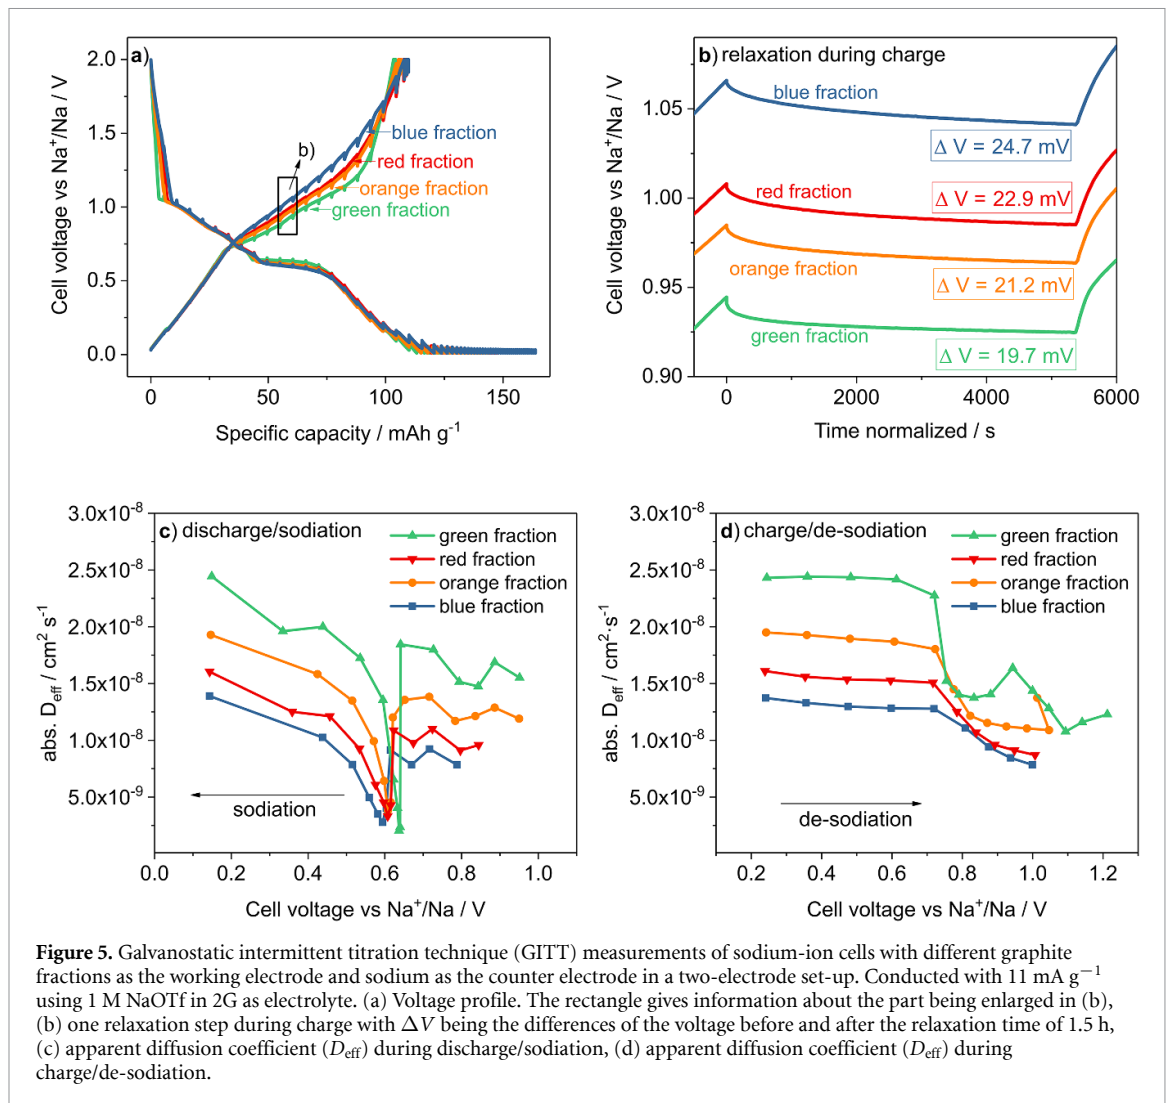 a)
2.0
1.5
1.0
0.5
0.0
Cell voltage vs Na⁺/Na / V
b)
blue fraction
red fraction
orange fraction
green fraction
0
50
100
150
Specific capacity / mAh g⁻¹
b) relaxation during charge
1.05
1.00
0.95
0.90
Cell voltage vs Na⁺/Na / V
blue fraction
Δ V = 24.7 mV
red fraction
Δ V = 22.9 mV
orange fraction
Δ V = 21.2 mV
green fraction
Δ V = 19.7 mV
0
2000
4000
6000
Time normalized / s
c) discharge/sodiation
3.0x10⁻⁸
2.5x10⁻⁸
2.0x10⁻⁸
1.5x10⁻⁸
1.0x10⁻⁸
5.0x10⁻⁹
abs. D_eff / cm² s⁻¹
green fraction
red fraction
orange fraction
blue fraction
sodiation
0.0
0.2
0.4
0.6
0.8
1.0
Cell voltage vs Na⁺/Na / V
d) charge/de-sodiation
3.0x10⁻⁸
2.5x10⁻⁸
2.0x10⁻⁸
1.5x10⁻⁸
1.0x10⁻⁸
5.0x10⁻⁹
abs. D_eff / cm²·s⁻¹
green fraction
red fraction
orange fraction
blue fraction
de-sodiation
0.2
0.4
0.6
0.8
1.0
1.2
Cell voltage vs Na⁺/Na / V
Figure 5. Galvanostatic intermittent titration technique (GITT) measurements of sodium-ion cells with different graphite
fractions as the working electrode and sodium as the counter electrode in a two-electrode set-up. Conducted with 11 mA g⁻¹
using 1 M NaOTf in 2G as electrolyte. (a) Voltage profile. The rectangle gives information about the part being enlarged in (b),
(b) one relaxation step during charge with ΔV being the differences of the voltage before and after the relaxation time of 1.5 h,
(c) apparent diffusion coefficient (D_eff) during discharge/sodiation, (d) apparent diffusion coefficient (D_eff) during
charge/de-sodiation.